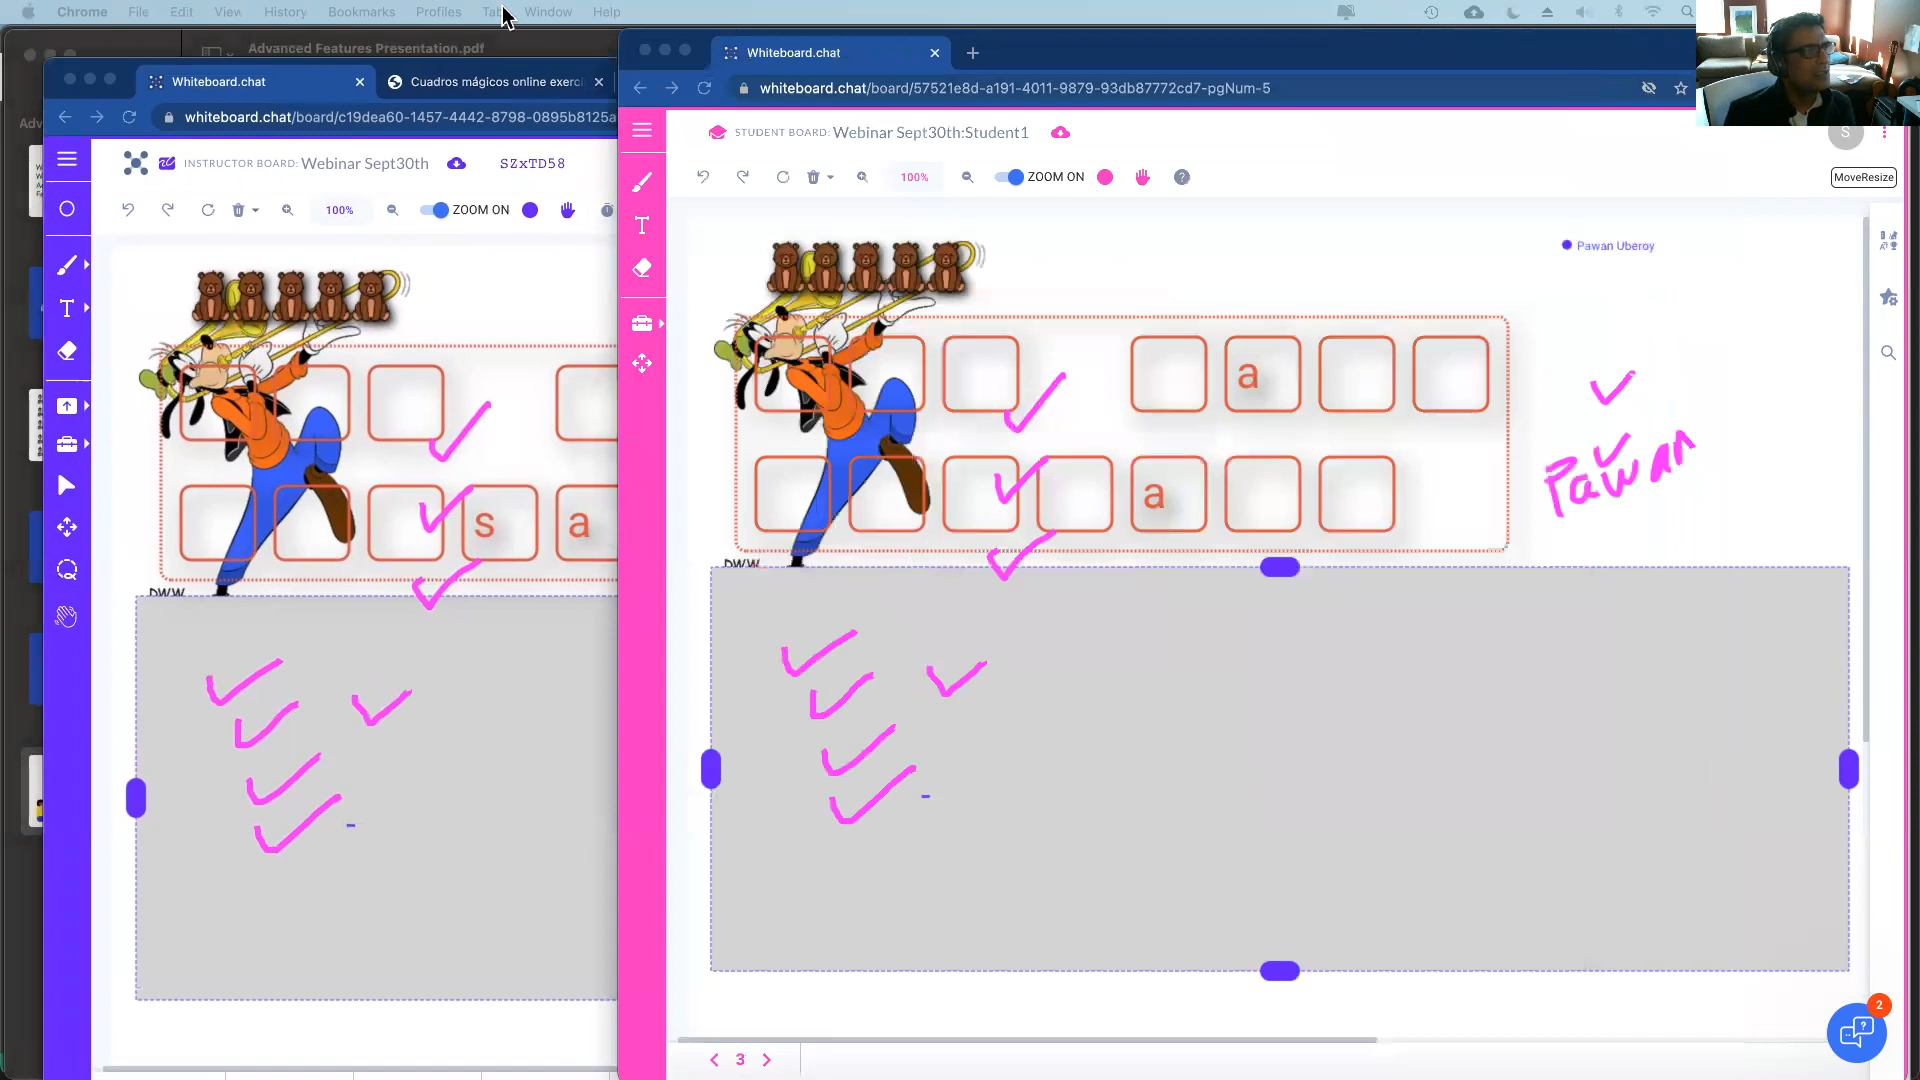 Chrome File Edit View History Bookmarks Profiles Tab Window Help
Advanced Features Presentation.pdf
Whiteboard.chat
Cuadros mágicos online exerci
whiteboard.chat/board/c19dea60-1457-4442-8798-0895b8125a
INSTRUCTOR BOARD: Webinar Sept30th
SZxTD58
100%
ZOOM ON
s a
DWW
Whiteboard.chat
whiteboard.chat/board/57521e8d-a191-4011-9879-93db87772cd7-pgNum-5
STUDENT BOARD: Webinar Sept30th:Student1
S
100%
ZOOM ON
MoveResize
Pawan Uberoy
a
Pawan
a
DWW
3
2